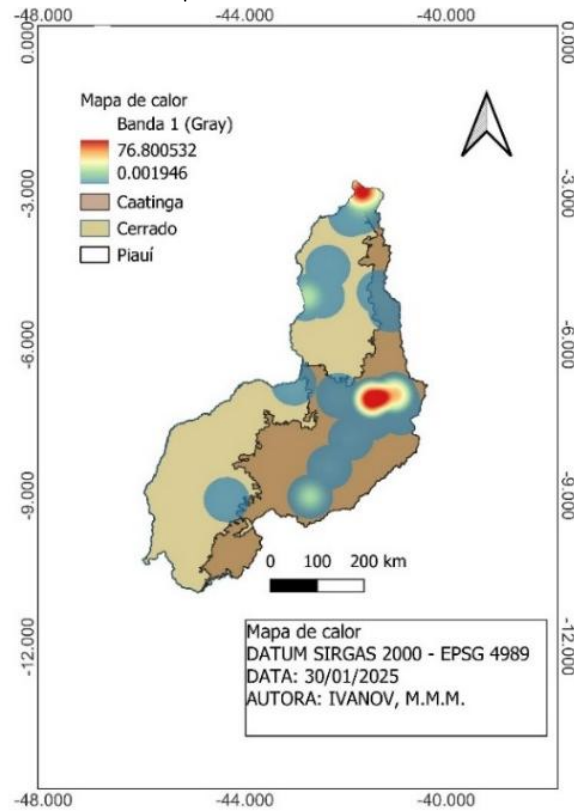 -48.000 -44.000 -40.000
0.000 0.000
Mapa de calor
Banda 1 (Gray)
76.800532
0.001946
Caatinga
Cerrado
Piauí
-3.000 -3.000
-6.000 -6.000
-9.000 -9.000
0 100 200 km
-12.000 -12.000
Mapa de calor
DATUM SIRGAS 2000 - EPSG 4989
DATA: 30/01/2025
AUTORA: IVANOV, M.M.M.
-48.000 -44.000 -40.000